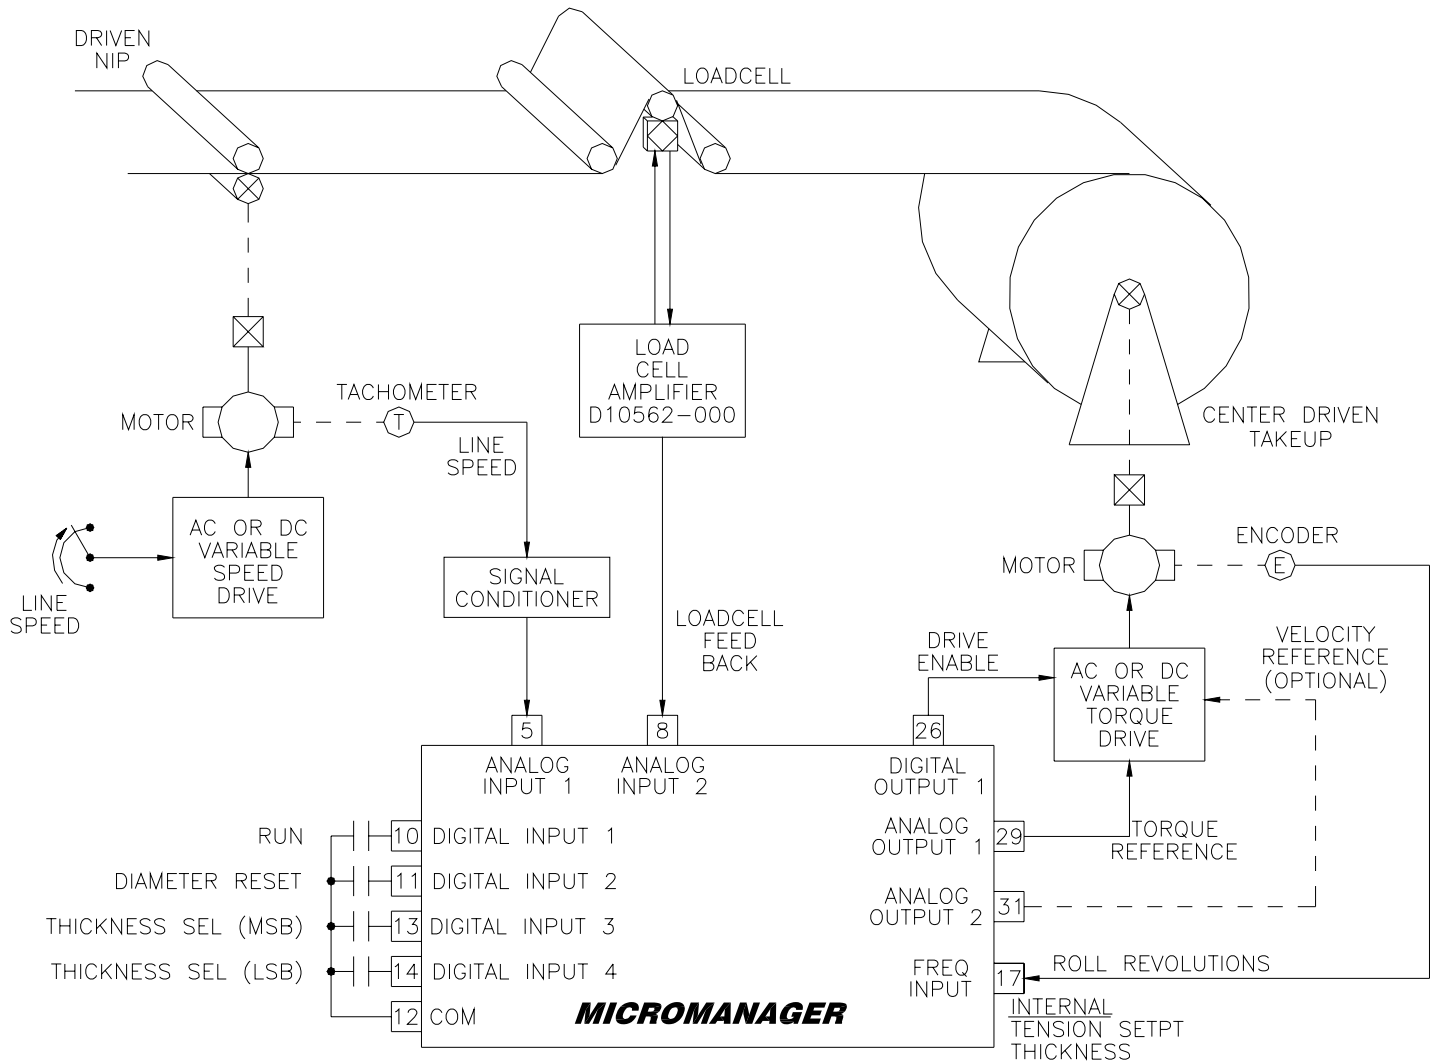 DRIVEN
NIP
LOADCELL
LOAD
CELL
AMPLIFIER
D10562-000
TACHOMETER
MOTOR
T
LINE
SPEED
CENTER DRIVEN
TAKEUP
AC OR DC
VARIABLE
SPEED
DRIVE
LINE
SPEED
SIGNAL
CONDITIONER
LOADCELL
FEED
BACK
ENCODER
MOTOR
E
DRIVE
ENABLE
AC OR DC
VARIABLE
TORQUE
DRIVE
VELOCITY
REFERENCE
(OPTIONAL)
5
8
26
ANALOG
INPUT 1
ANALOG
INPUT 2
DIGITAL
OUTPUT 1
RUN
10
DIGITAL INPUT 1
ANALOG
OUTPUT 1
29
TORQUE
REFERENCE
DIAMETER RESET
11
DIGITAL INPUT 2
ANALOG
OUTPUT 2
31
THICKNESS SEL (MSB)
13
DIGITAL INPUT 3
THICKNESS SEL (LSB)
14
DIGITAL INPUT 4
FREQ
INPUT
17
ROLL REVOLUTIONS
12
COM
MICROMANAGER
INTERNAL
TENSION SETPT
THICKNESS